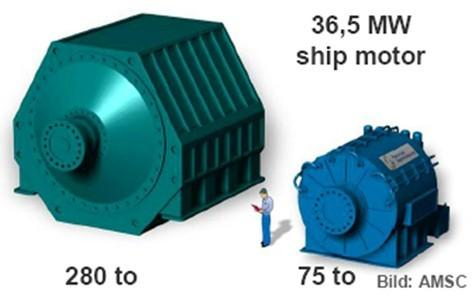 36,5 MW
ship motor
280 to
75 to
Bild: AMSC